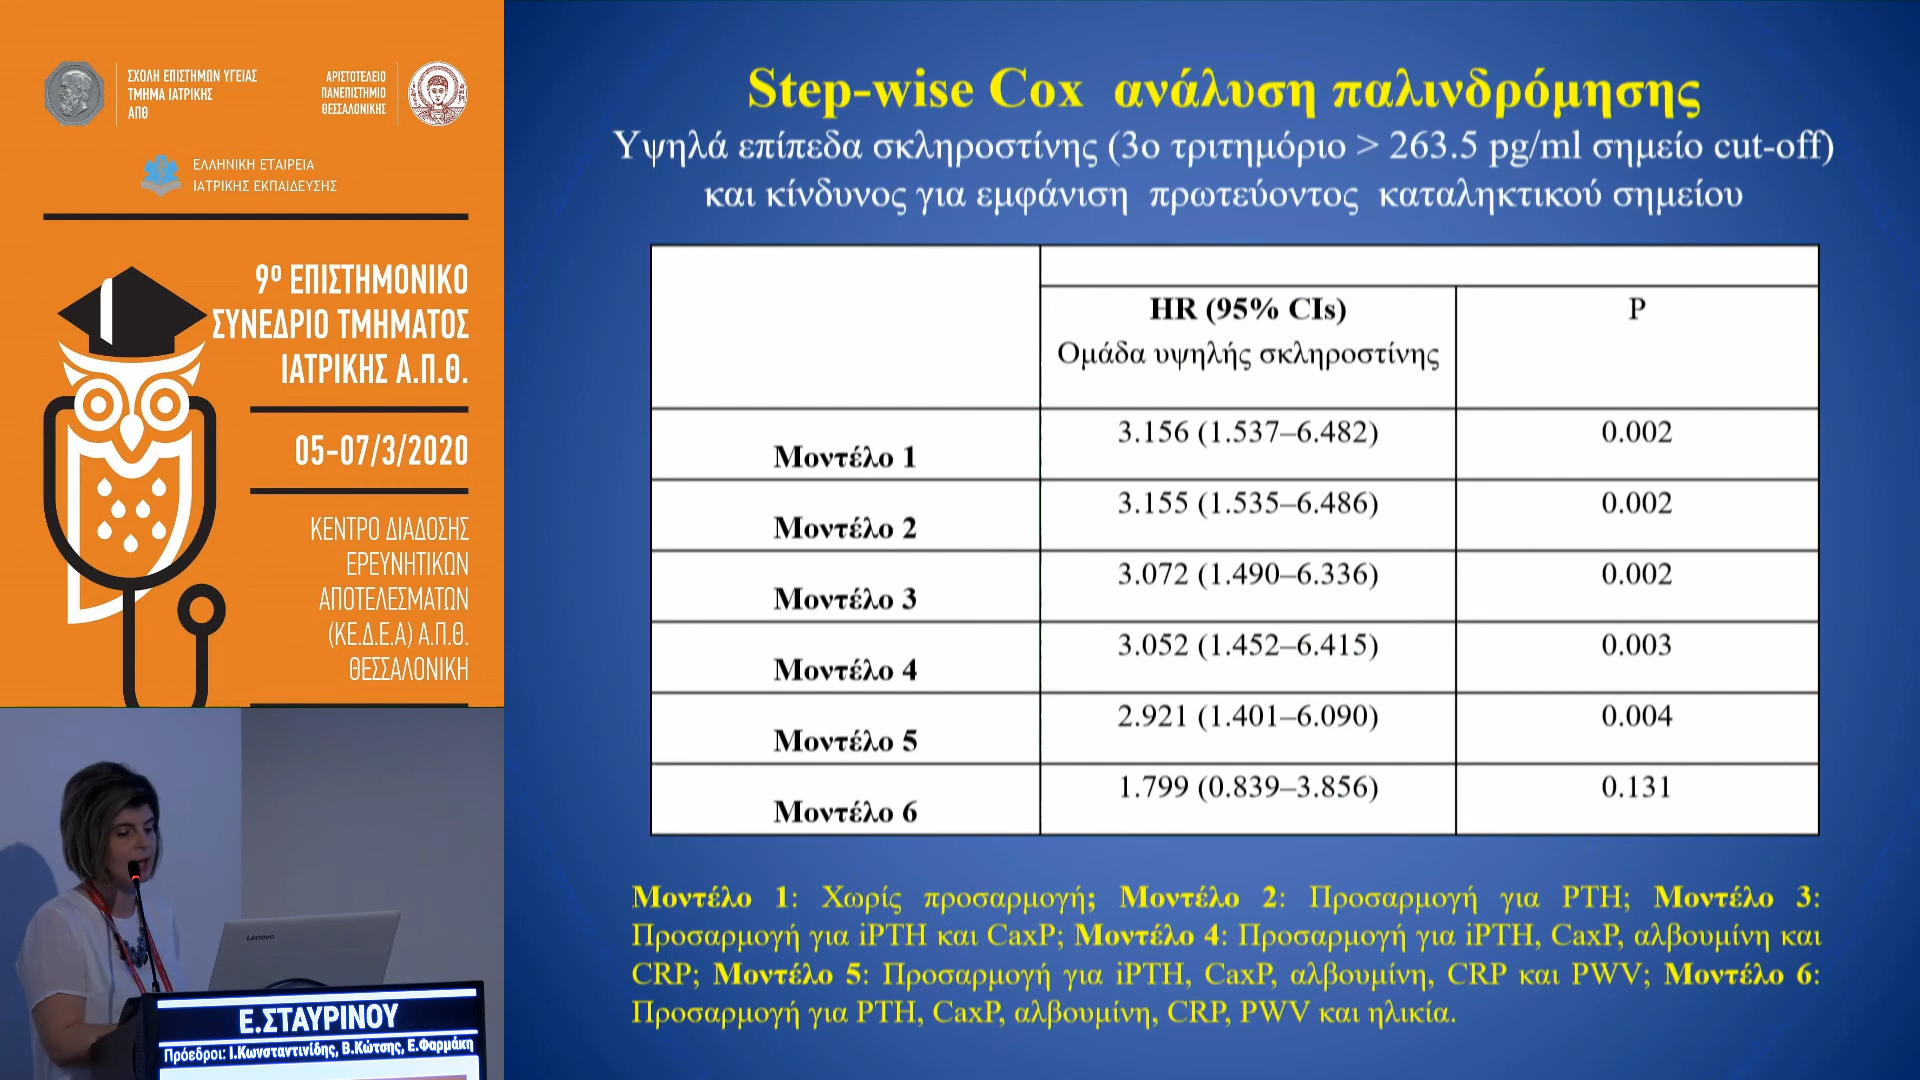 ΣΧΟΛΗ ΕΠΙΣΤΗΜΩΝ ΥΓΕΙΑΣ
ΤΜΗΜΑ ΙΑΤΡΙΚΗΣ
ΑΠΘ
ΑΡΙΣΤΟΤΕΛΕΙΟ
ΠΑΝΕΠΙΣΤΗΜΙΟ
ΘΕΣΣΑΛΟΝΙΚΗΣ
ΕΛΛΗΝΙΚΗ ΕΤΑΙΡΕΙΑ
ΙΑΤΡΙΚΗΣ ΕΚΠΑΙΔΕΥΣΗΣ
9º ΕΠΙΣΤΗΜΟΝΙΚΟ
ΣΥΝΕΔΡΙΟ ΤΜΗΜΑΤΟΣ
ΙΑΤΡΙΚΗΣ Α.Π.Θ.
05-07/3/2020
ΚΕΝΤΡΟ ΔΙΑΔΟΣΗΣ
ΕΡΕΥΝΗΤΙΚΩΝ
ΑΠΟΤΕΛΕΣΜΑΤΩΝ
(ΚΕ.Δ.Ε.Α) Α.Π.Θ.
ΘΕΣΣΑΛΟΝΙΚΗ
Lenovo
Ε.ΣΤΑΥΡΙΝΟΥ
Πρόεδροι: Ι.Κωνσταντινίδης, Β.Κώτσης, Ε.Φαρμάκη
Step-wise Cox ανάλυση παλινδρόμησης
Υψηλά επίπεδα σκληροστίνης (3ο τριτημόριο > 263.5 pg/ml σημείο cut-off)
και κίνδυνος για εμφάνιση πρωτεύοντος καταληκτικού σημείου
HR (95% CIs) P
Ομάδα υψηλής σκληροστίνης
Μοντέλο 1 3.156 (1.537–6.482) 0.002
Μοντέλο 2 3.155 (1.535–6.486) 0.002
Μοντέλο 3 3.072 (1.490–6.336) 0.002
Μοντέλο 4 3.052 (1.452–6.415) 0.003
Μοντέλο 5 2.921 (1.401–6.090) 0.004
Μοντέλο 6 1.799 (0.839–3.856) 0.131
Μοντέλο 1: Χωρίς προσαρμογή; Μοντέλο 2: Προσαρμογή για PTH; Μοντέλο 3:
Προσαρμογή για iPTH και CaxP; Μοντέλο 4: Προσαρμογή για iPTH, CaxP, αλβουμίνη και
CRP; Μοντέλο 5: Προσαρμογή για iPTH, CaxP, αλβουμίνη, CRP και PWV; Μοντέλο 6:
Προσαρμογή για PTH, CaxP, αλβουμίνη, CRP, PWV και ηλικία.